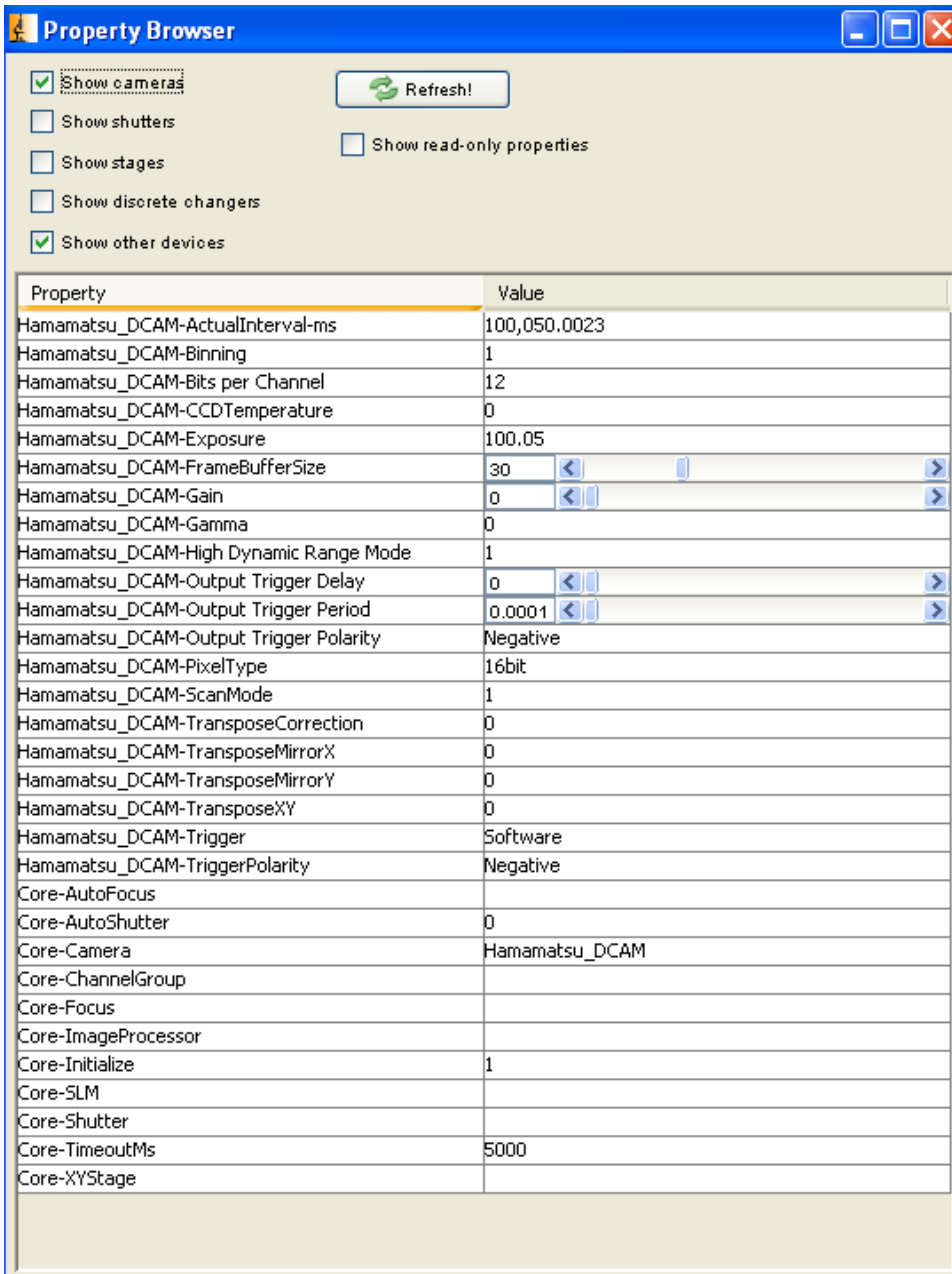 Property Browser
Show cameras
Refresh!
Show shutters
Show read-only properties
Show stages
Show discrete changers
Show other devices
Property Value
Hamamatsu_DCAM-ActualInterval-ms 100,050.0023
Hamamatsu_DCAM-Binning 1
Hamamatsu_DCAM-Bits per Channel 12
Hamamatsu_DCAM-CCDTemperature 0
Hamamatsu_DCAM-Exposure 100.05
Hamamatsu_DCAM-FrameBufferSize 30
Hamamatsu_DCAM-Gain 0
Hamamatsu_DCAM-Gamma 0
Hamamatsu_DCAM-High Dynamic Range Mode 1
Hamamatsu_DCAM-Output Trigger Delay 0
Hamamatsu_DCAM-Output Trigger Period 0.0001
Hamamatsu_DCAM-Output Trigger Polarity Negative
Hamamatsu_DCAM-PixelType 16bit
Hamamatsu_DCAM-ScanMode 1
Hamamatsu_DCAM-TransposeCorrection 0
Hamamatsu_DCAM-TransposeMirrorX 0
Hamamatsu_DCAM-TransposeMirrorY 0
Hamamatsu_DCAM-TransposeXY 0
Hamamatsu_DCAM-Trigger Software
Hamamatsu_DCAM-TriggerPolarity Negative
Core-AutoFocus
Core-AutoShutter 0
Core-Camera Hamamatsu_DCAM
Core-ChannelGroup
Core-Focus
Core-ImageProcessor
Core-Initialize 1
Core-SLM
Core-Shutter
Core-TimeoutMs 5000
Core-XYStage